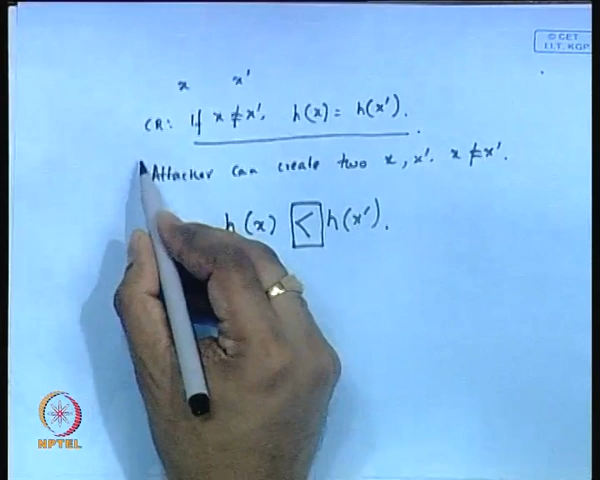 © CET
I.I.T. KGP
x x'
CR: If x ≠ x', h(x) = h(x').
Attacker can create two x, x'. x ≠ x'.
h(x) < h(x').
NPTEL